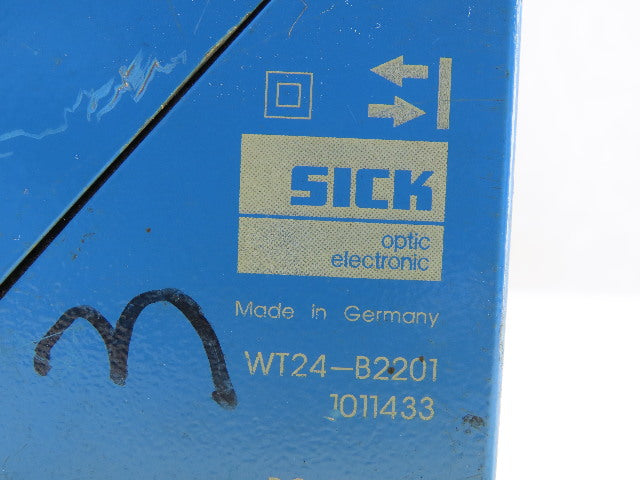 SICK
optic
electronic
Made in Germany
WT24-B2201
1011433
m